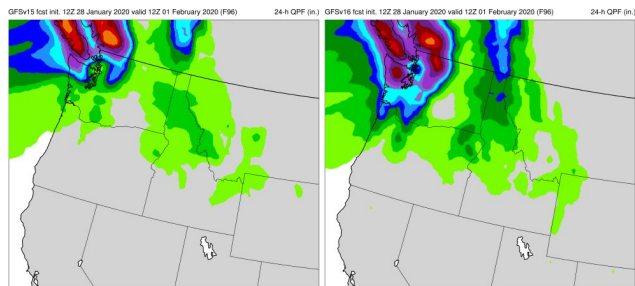 GFSv15 fcst init. 12Z 28 January 2020 valid 12Z 01 February 2020 (F96) 24-h QPF (in.)
GFSv16 fcst init. 12Z 28 January 2020 valid 12Z 01 February 2020 (F96) 24-h QPF (in.)